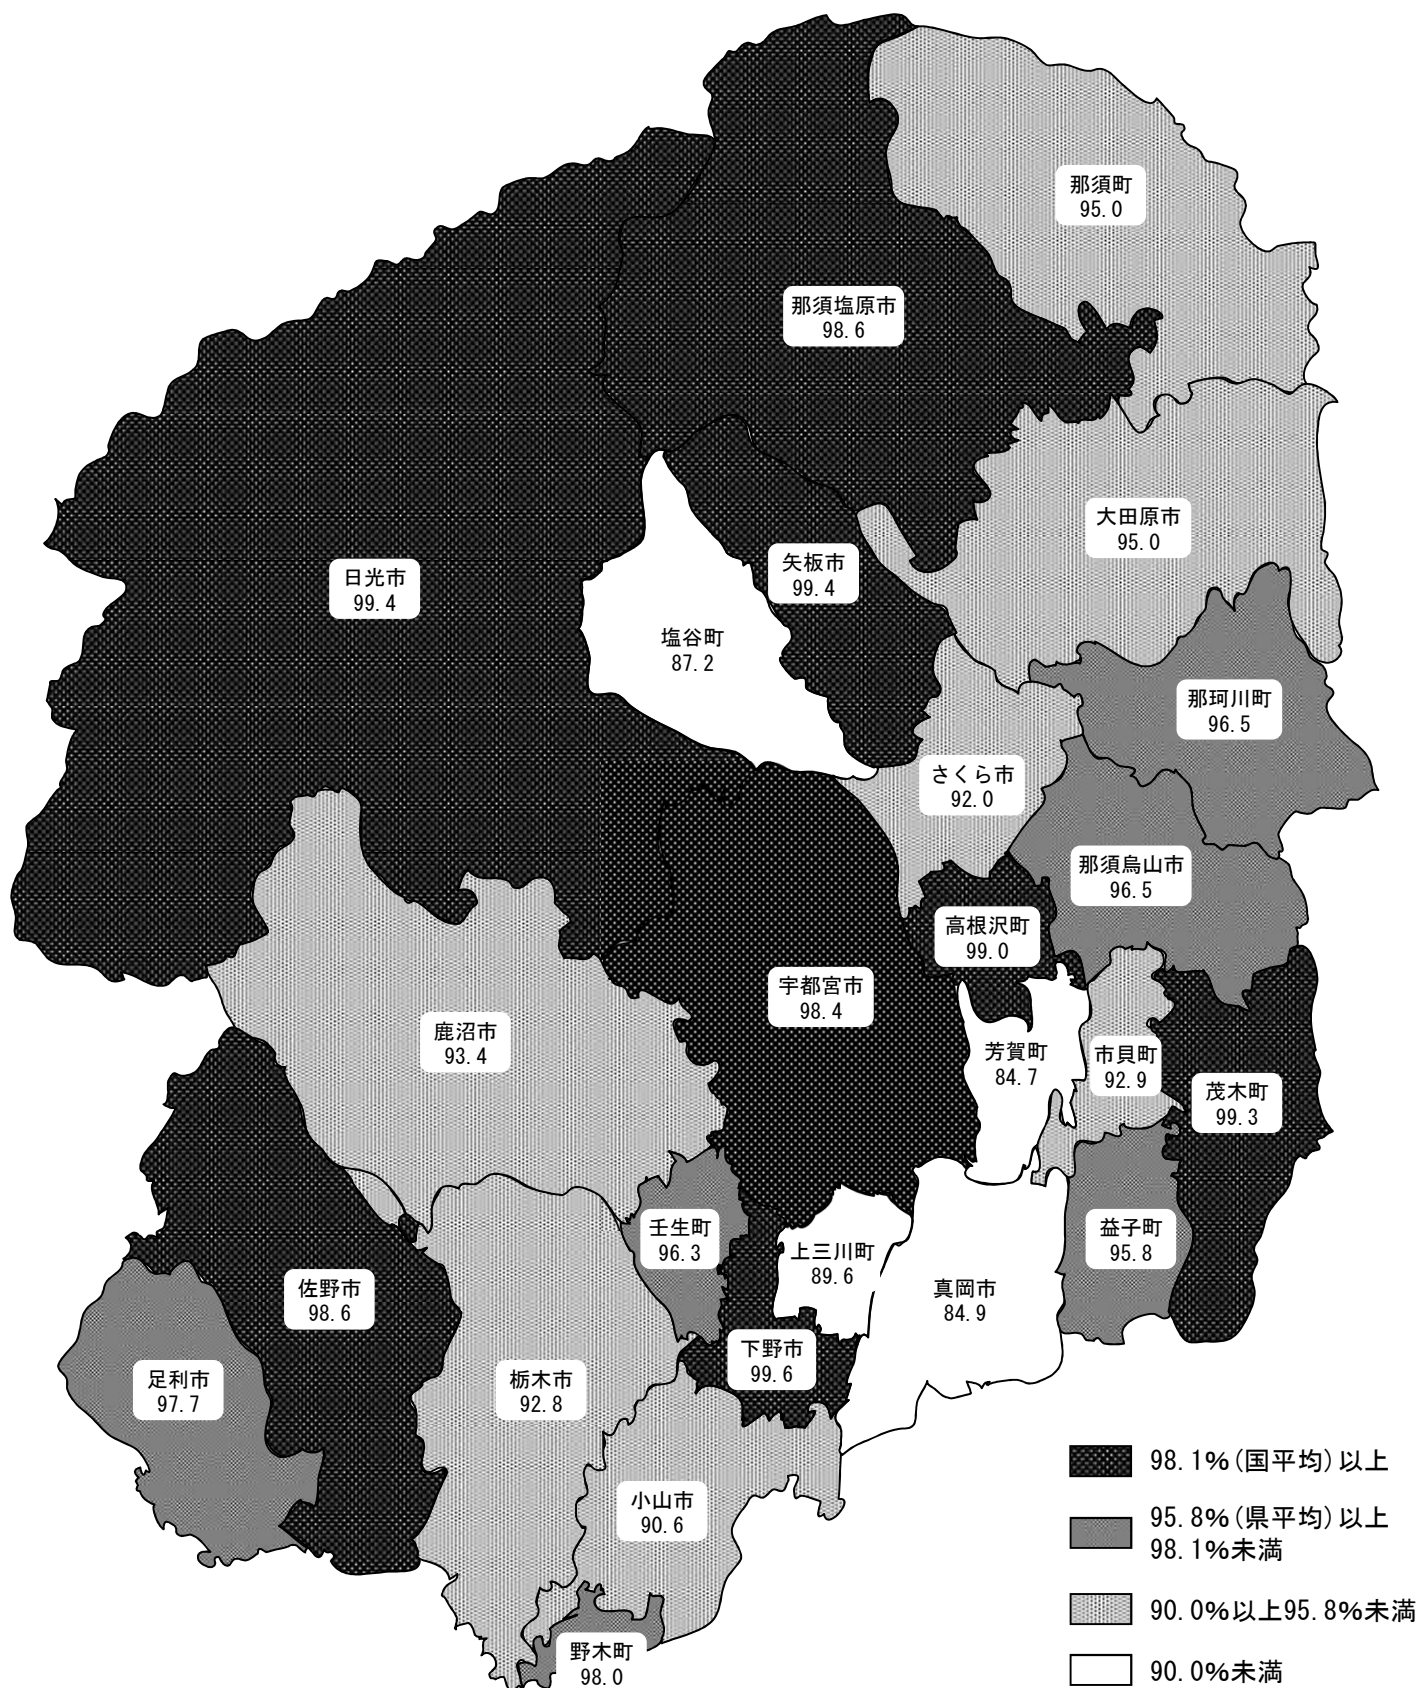 那須町
95.0
那須塩原市
98.6
大田原市
95.0
矢板市
99.4
日光市
99.4
塩谷町
87.2
那珂川町
96.5
さくら市
92.0
那須烏山市
96.5
高根沢町
99.0
宇都宮市
98.4
鹿沼市
93.4
芳賀町
84.7
市貝町
92.9
茂木町
99.3
壬生町
96.3
上三川町
89.6
益子町
95.8
佐野市
98.6
真岡市
84.9
下野市
99.6
足利市
97.7
栃木市
92.8
小山市
90.6
野木町
98.0
98.1%(国平均)以上
95.8%(県平均)以上
98.1%未満
90.0%以上95.8%未満
90.0%未満